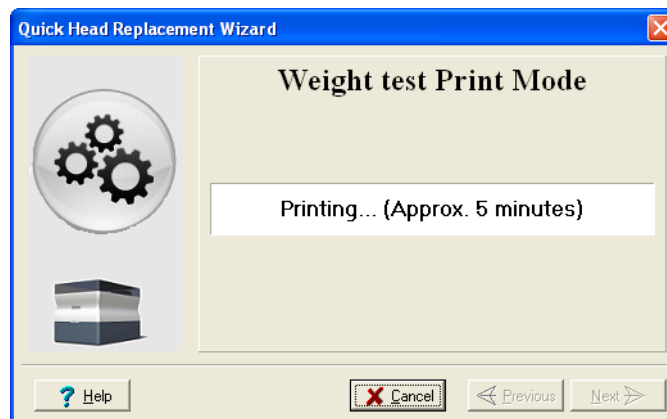 Quick Head Replacement Wizard
Weight test Print Mode
Printing... (Approx. 5 minutes)
? Help
Cancel
Previous
Next